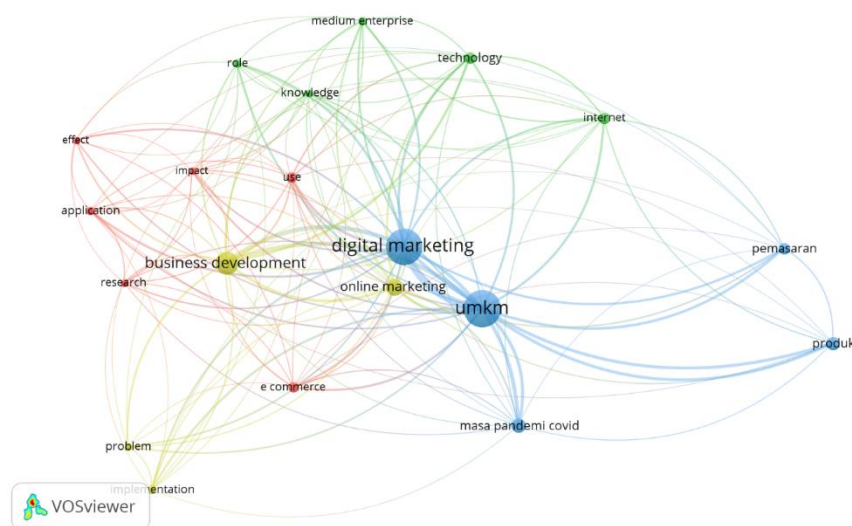 medium enterprise
technology
role
knowledge
internet
effect
impact
use
application
digital marketing
pemasaran
business development
research
online marketing
umkm
produk
e commerce
masa pandemi covid
problem
implementation
VOSviewer